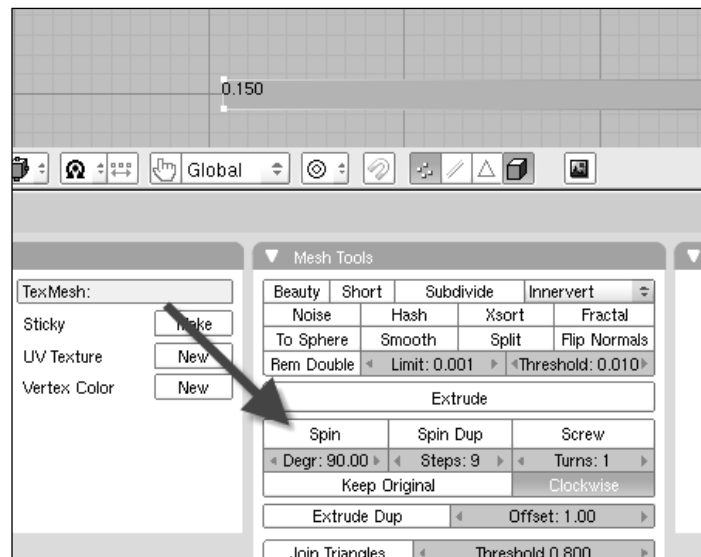 0.150
Global
Mesh Tools
TexMesh:
Sticky Make
UV Texture New
Vertex Color New
Beauty Short Subdivide Innervert
Noise Hash Xsort Fractal
To Sphere Smooth Split Flip Normals
Rem Double Limit: 0.001 Threshold: 0.010
Extrude
Spin Spin Dup Screw
Degr: 90.00 Steps: 9 Turns: 1
Keep Original Clockwise
Extrude Dup Offset: 1.00
Join Triangles Threshold 0.800